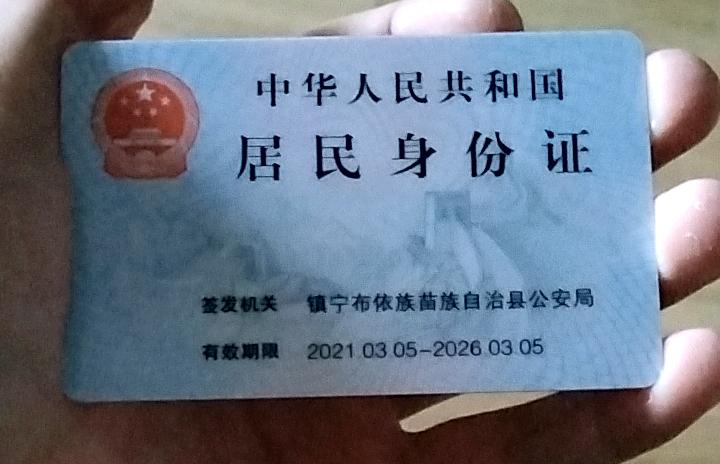 中华人民共和国
居民身份证
签发机关 镇宁布依族苗族自治县公安局
有效期限 2021.03.05-2026.03.05